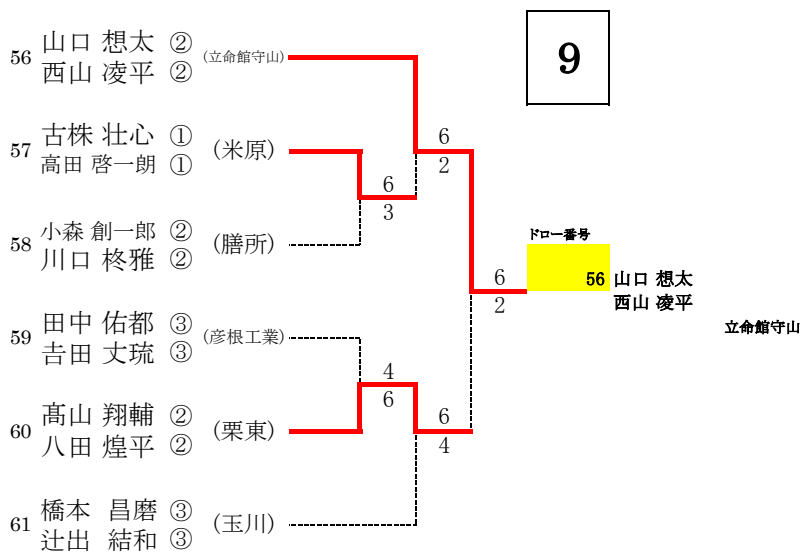 9
56 山口 想太 ② (立命館守山)
西山 凌平 ②
57 古株 壮心 ① (米原)
高田 啓一朗 ①
58 小森 創一郎 ② (膳所)
川口 柊雅 ②
59 田中 佑都 ③ (彦根工業)
𠮷田 丈琉 ③
60 髙山 翔輔 ② (栗東)
八田 煌平 ②
61 橋本 昌磨 ③ (玉川)
辻出 結和 ③
6
3
4
6
6
2
6
4
6
2
ドロー番号
56 山口 想太
西山 凌平
立命館守山